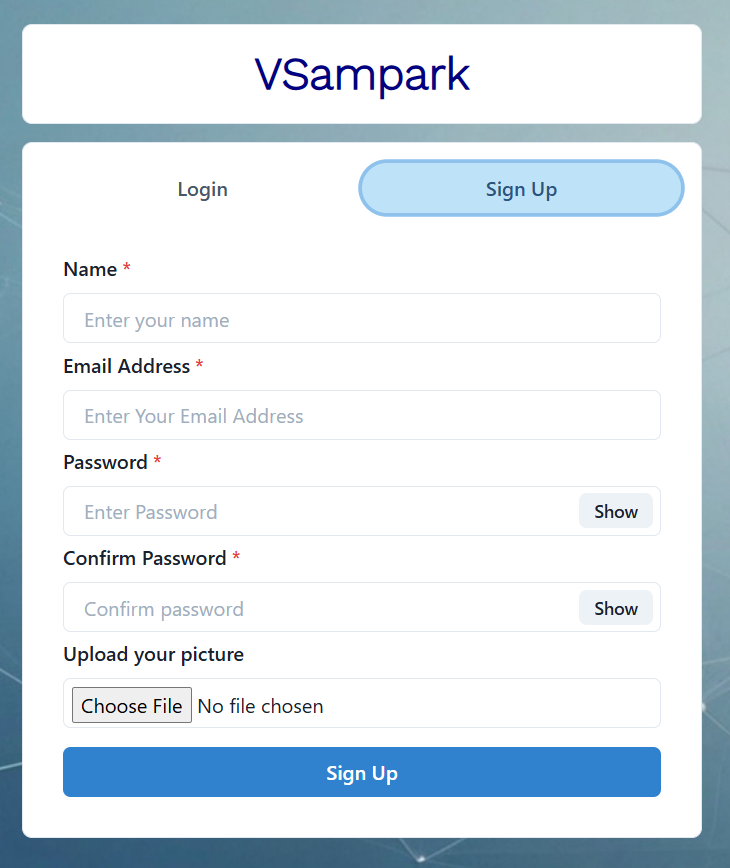 VSampark
Login Sign Up
Name *
Enter your name
Email Address *
Enter Your Email Address
Password *
Enter Password Show
Confirm Password *
Confirm password Show
Upload your picture
Choose File No file chosen
Sign Up